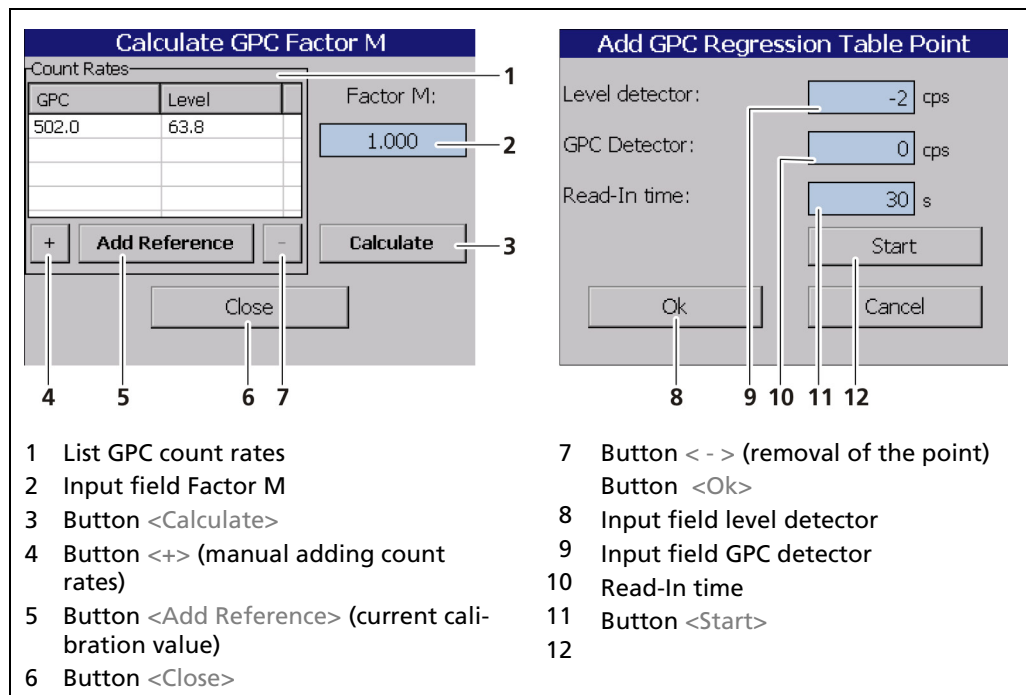 Calculate GPC Factor M
Count Rates
GPC Level
502.0 63.8
Factor M:
1.000
+ Add Reference - Calculate
Close
1
2
3
4 5 6 7
Add GPC Regression Table Point
Level detector: -2 cps
GPC Detector: 0 cps
Read-In time: 30 s
Start
Ok Cancel
8 9 10 11 12
1 List GPC count rates
2 Input field Factor M
3 Button <Calculate>
4 Button <+> (manual adding count
rates)
5 Button <Add Reference> (current cali-
bration value)
6 Button <Close>
7 Button < - > (removal of the point)
Button <Ok>
8 Input field level detector
9 Input field GPC detector
10 Read-In time
11 Button <Start>
12